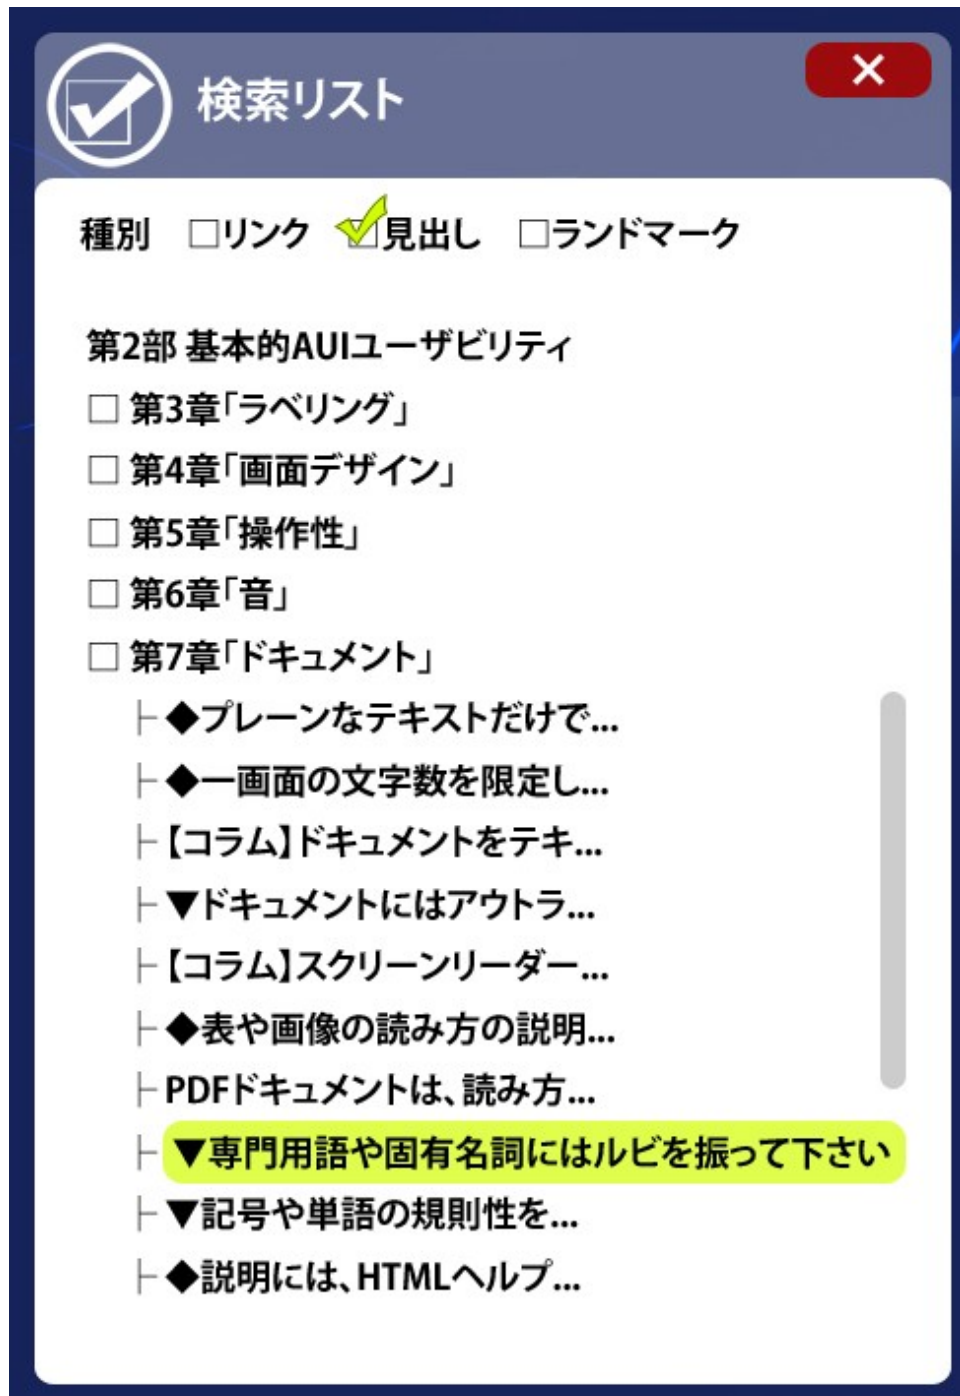 検索リスト
種別 □リンク ☑見出し □ランドマーク
第2部 基本的AUIユーザビリティ
□ 第3章「ラベリング」
□ 第4章「画面デザイン」
□ 第5章「操作性」
□ 第6章「音」
□ 第7章「ドキュメント」
├ ◆プレーンなテキストだけで...
├ ◆一画面の文字数を限定し...
├【コラム】ドキュメントをテキ...
├ ▼ドキュメントにはアウトラ...
├【コラム】スクリーンリーダー...
├ ◆表や画像の読み方の説明...
├ PDFドキュメントは、読み方...
├ ▼専門用語や固有名詞にはルビを振って下さい
├ ▼記号や単語の規則性を...
├ ◆説明には、HTMLヘルプ...